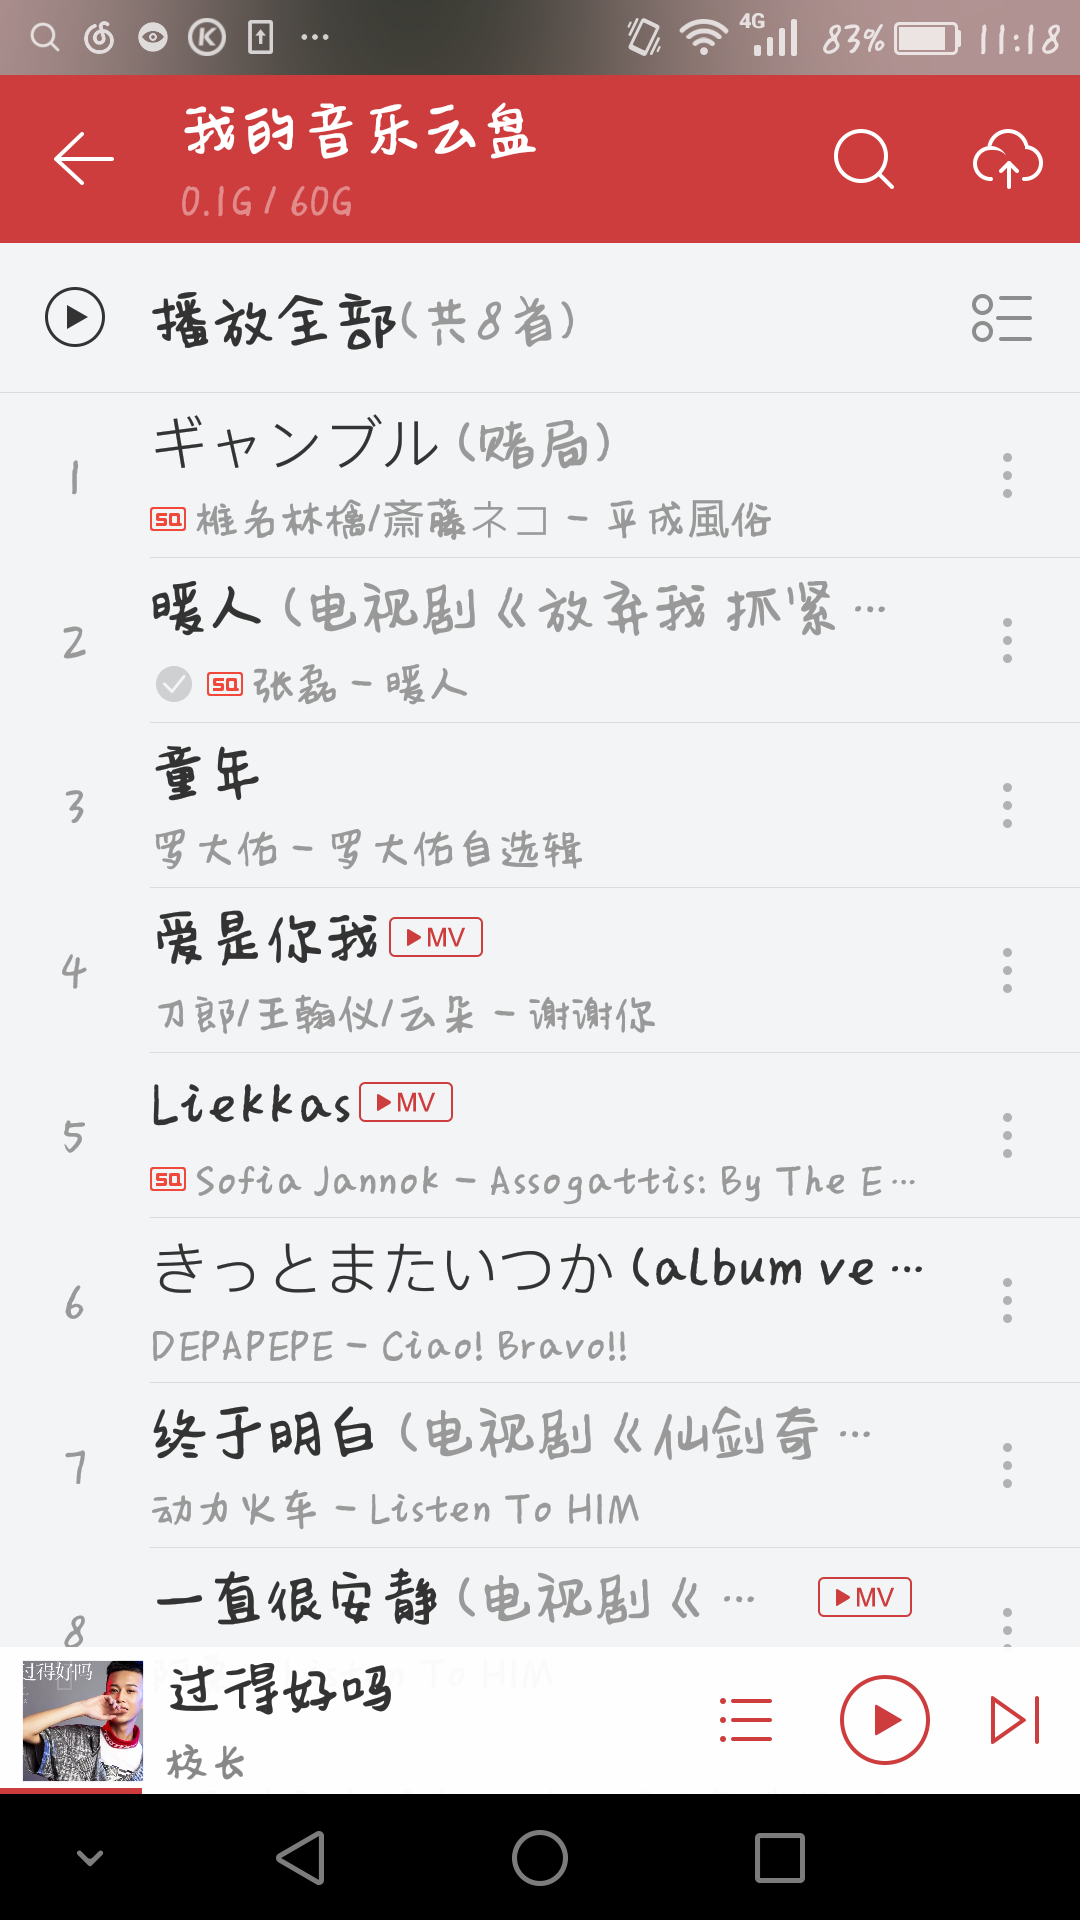 4G 83% 11:18
我的音乐云盘
0.1G / 60G
播放全部(共8首)
1
ギャンブル (赌局)
SQ 椎名林檎/斎藤ネコ - 平成風俗
2
暖人 (电视剧《放弃我 抓紧 ...
SQ 张磊 - 暖人
3
童年
罗大佑 - 罗大佑自选辑
4
爱是你我 MV
刀郎/王翰仪/云朵 - 谢谢你
5
Liekkas MV
SQ Sofia Jannok - Assogattis: By The E...
6
きっとまたいつか (album ve...
DEPAPEPE - Ciao! Bravo!!
7
终于明白 (电视剧《仙剑奇 ...
动力火车 - Listen To HIM
8
一直很安静 (电视剧《 ... MV
Listen To HIM
过得好吗
过得好吗
校长